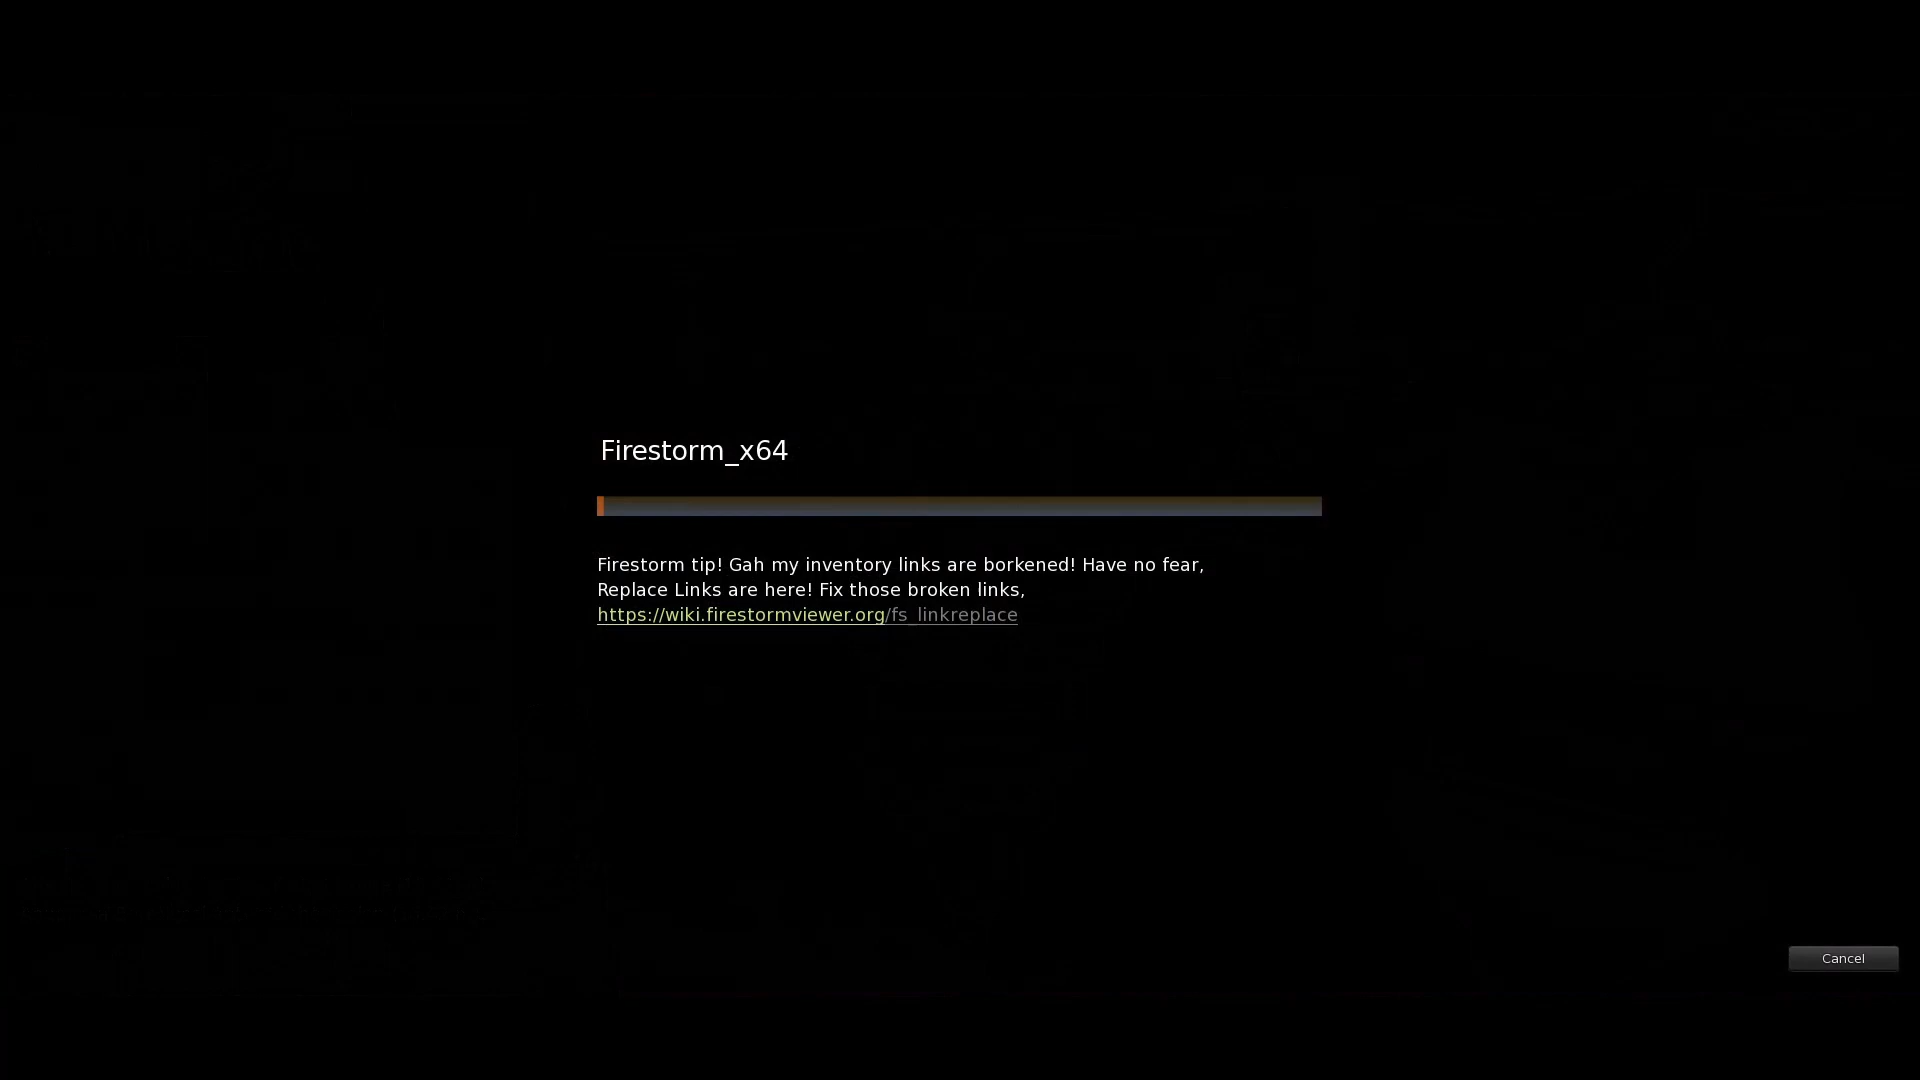 Firestorm_x64
Firestorm tip! Gah my inventory links are borkened! Have no fear,
Replace Links are here! Fix those broken links,
https://wiki.firestormviewer.org/fs_linkreplace
Cancel